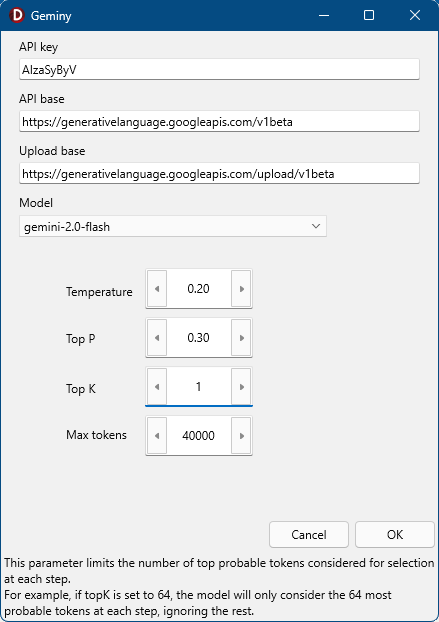 D Geminy
API key
AIzaSyByV
API base
https://generativelanguage.googleapis.com/v1beta
Upload base
https://generativelanguage.googleapis.com/upload/v1beta
Model
gemini-2.0-flash
Temperature 0.20
Top P 0.30
Top K 1
Max tokens 40000
Cancel OK
This parameter limits the number of top probable tokens considered for selection
at each step.
For example, if topK is set to 64, the model will only consider the 64 most
probable tokens at each step, ignoring the rest.